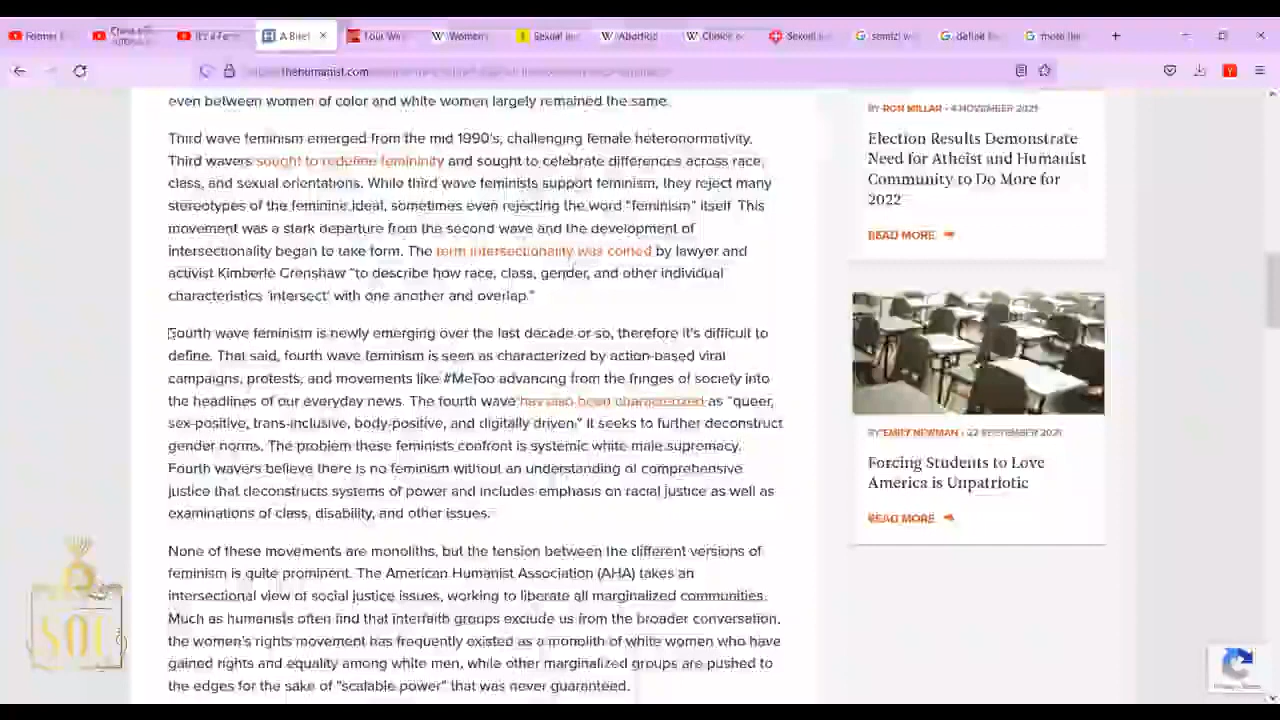 A Brief
Your Wa
Women'
Sexual
Abortio
thehumanist.com
even between women of color and white women largely remained the same.
Third wave feminism emerged from the mid 1990's, challenging female heteronormativity.
Third wavers sought to redefine femininity and sought to celebrate differences across race,
class, and sexual orientations. While third wave feminists support feminism, they reject many
stereotypes of the feminine ideal, sometimes even rejecting the word "feminism" itself. This
movement was a stark departure from the second wave and the development of
intersectionality began to take form. The term intersectionality was coined by lawyer and
activist Kimberlé Crenshaw "to describe how race, class, gender, and other individual
characteristics 'intersect' with one another and overlap."
Fourth wave feminism is newly emerging over the last decade or so, therefore it's difficult to
define. That said, fourth wave feminism is seen as characterized by action-based viral
campaigns, protests, and movements like #MeToo advancing from the fringes of society into
the headlines of our everyday news. The fourth wave has also been characterized as "queer,
sex-positive, trans-inclusive, body-positive, and digitally driven." It seeks to further deconstruct
gender norms. The problem these feminists confront is systemic white male supremacy.
Fourth wavers believe there is no feminism without an understanding of comprehensive
justice that deconstructs systems of power and includes emphasis on racial justice as well as
examinations of class, disability, and other issues.
None of these movements are monoliths, but the tension between the different versions of
feminism is quite prominent. The American Humanist Association (AHA) takes an
intersectional view of social justice issues, working to liberate all marginalized communities.
Much as humanists often find that interfaith groups exclude us from the broader conversation,
the women's rights movement has frequently existed as a monolith of white women who have
gained rights and equality among white men, while other marginalized groups are pushed to
the edges for the sake of "scalable power" that was never guaranteed.
BY RON MILLAR • 4 NOVEMBER 2021
Election Results Demonstrate
Need for Atheist and Humanist
Community to Do More for
2022
READ MORE
BY EMILY NEWMAN • 22 SEPTEMBER 2021
Forcing Students to Love
America is Unpatriotic
READ MORE